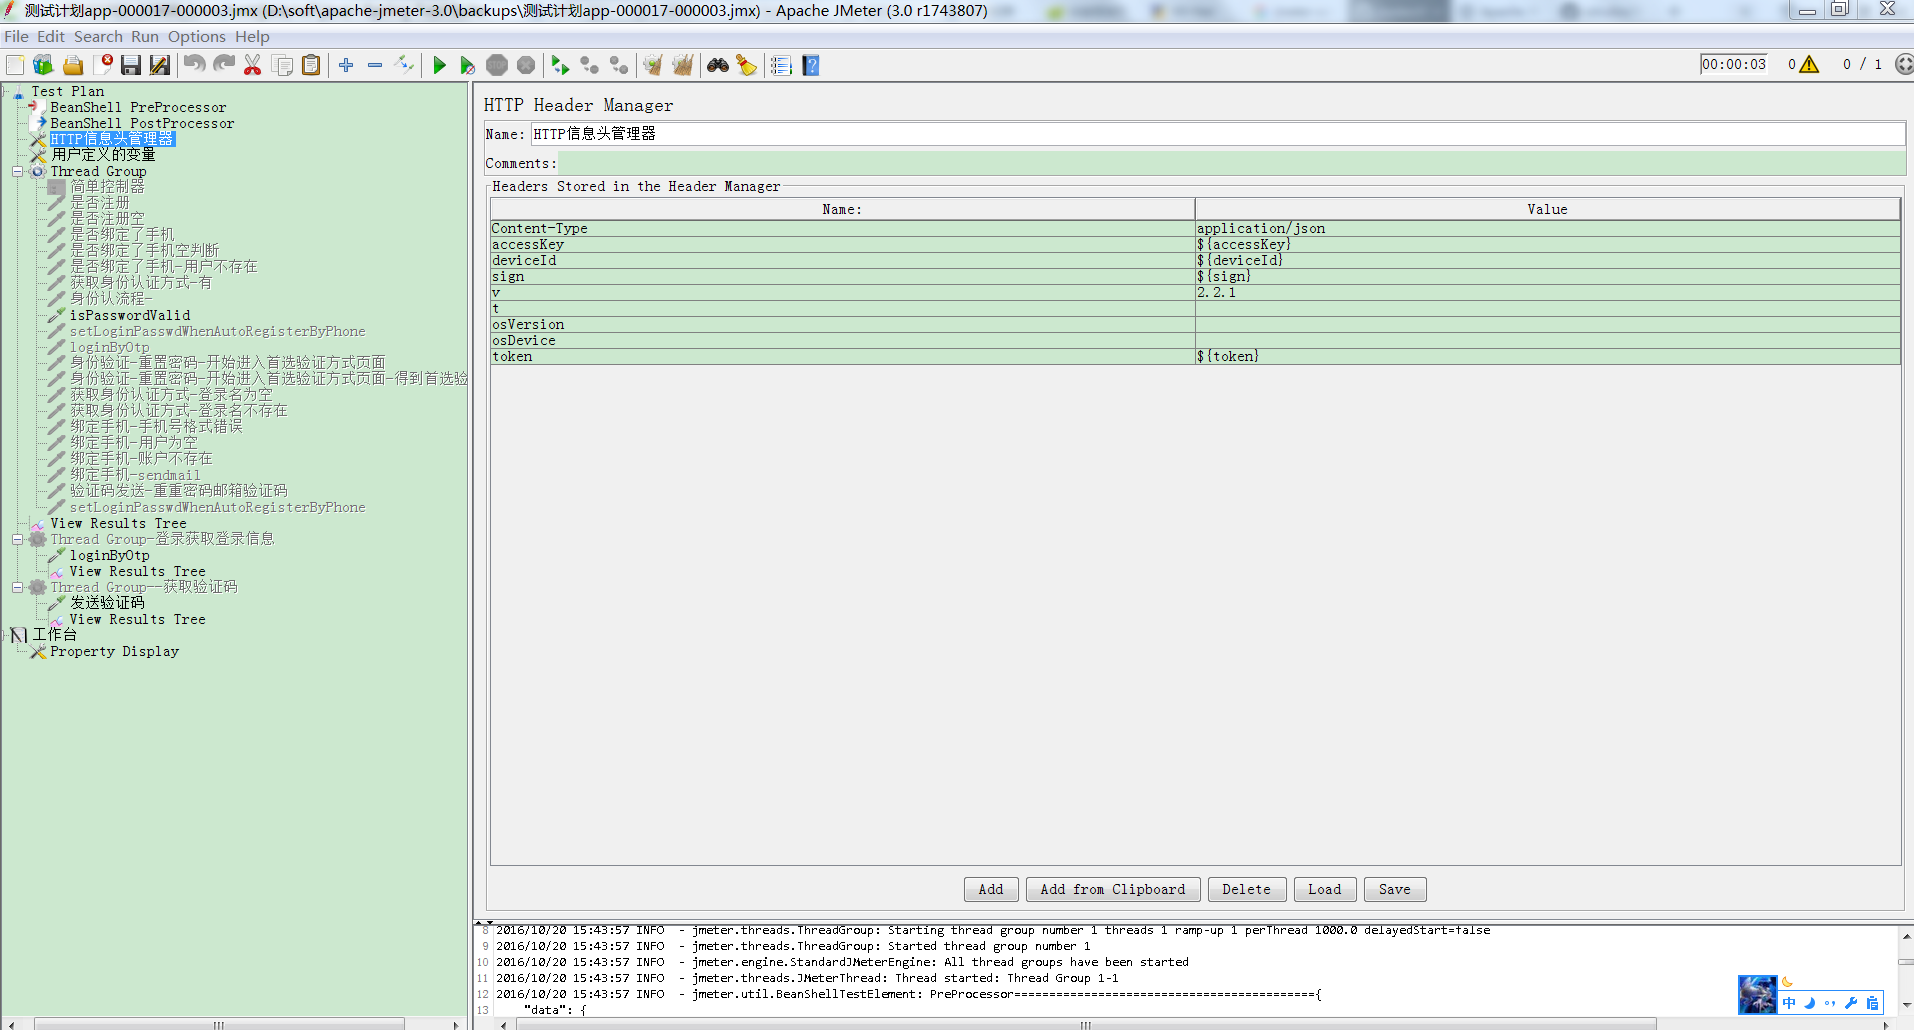 测试计划app-000017-000003.jmx (D:\soft\apache-jmeter-3.0\backups\测试计划app-000017-000003.jmx) - Apache JMeter (3.0 r1743807)
File Edit Search Run Options Help
00:00:03 0 0 / 1
Test Plan
BeanShell PreProcessor
BeanShell PostProcessor
HTTP信息头管理器
用户定义的变量
Thread Group
简单控制器
是否注册
是否注册空
是否绑定了手机
是否绑定了手机空判断
是否绑定了手机-用户不存在
获取身份认证方式-有
身份认流程-
isPasswordValid
setLoginPasswdWhenAutoRegisterByPhone
loginByOtp
身份验证-重置密码-开始进入首选验证方式页面
身份验证-重置密码-开始进入首选验证方式页面-得到首选验
获取身份认证方式-登录名为空
获取身份认证方式-登录名不存在
绑定手机-手机号格式错误
绑定手机-用户为空
绑定手机-账户不存在
绑定手机-sendmail
验证码发送-重重密码邮箱验证码
setLoginPasswdWhenAutoRegisterByPhone
View Results Tree
Thread Group-登录获取登录信息
loginByOtp
View Results Tree
Thread Group--获取验证码
发送验证码
View Results Tree
工作台
Property Display
HTTP Header Manager
Name: HTTP信息头管理器
Comments:
Headers Stored in the Header Manager
Name: Value
Content-Type application/json
accessKey ${accessKey}
deviceId ${deviceId}
sign ${sign}
v 2.2.1
t
osVersion
osDevice
token ${token}
Add Add from Clipboard Delete Load Save
8 2016/10/20 15:43:57 INFO - jmeter.threads.ThreadGroup: Starting thread group number 1 threads 1 ramp-up 1 perThread 1000.0 delayedStart=false
9 2016/10/20 15:43:57 INFO - jmeter.threads.ThreadGroup: Started thread group number 1
10 2016/10/20 15:43:57 INFO - jmeter.engine.StandardJMeterEngine: All thread groups have been started
11 2016/10/20 15:43:57 INFO - jmeter.threads.JMeterThread: Thread started: Thread Group 1-1
12 2016/10/20 15:43:57 INFO - jmeter.util.BeanShellTestElement: PreProcessor==========================================={
13 "data": {
中